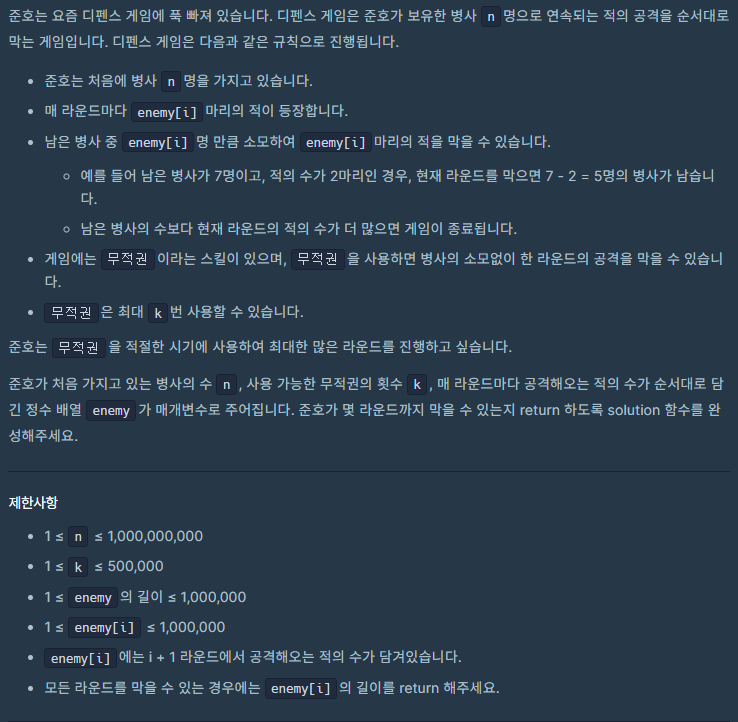 준호는 요즘 디펜스 게임에 푹 빠져 있습니다. 디펜스 게임은 준호가 보유한 병사 n 명으로 연속되는 적의 공격을 순서대로
막는 게임입니다. 디펜스 게임은 다음과 같은 규칙으로 진행됩니다.
• 준호는 처음에 병사 n 명을 가지고 있습니다.
• 매 라운드마다 enemy[i] 마리의 적이 등장합니다.
• 남은 병사 중 enemy[i] 명 만큼 소모하여 enemy[i] 마리의 적을 막을 수 있습니다.
◦ 예를 들어 남은 병사가 7명이고, 적의 수가 2마리인 경우, 현재 라운드를 막으면 7 - 2 = 5명의 병사가 남습니
다.
◦ 남은 병사의 수보다 현재 라운드의 적의 수가 더 많으면 게임이 종료됩니다.
• 게임에는 무적권 이라는 스킬이 있으며, 무적권 을 사용하면 병사의 소모없이 한 라운드의 공격을 막을 수 있습니
다.
• 무적권 은 최대 k 번 사용할 수 있습니다.
준호는 무적권 을 적절한 시기에 사용하여 최대한 많은 라운드를 진행하고 싶습니다.
준호가 처음 가지고 있는 병사의 수 n , 사용 가능한 무적권의 횟수 k , 매 라운드마다 공격해오는 적의 수가 순서대로 담
긴 정수 배열 enemy 가 매개변수로 주어집니다. 준호가 몇 라운드까지 막을 수 있는지 return 하도록 solution 함수를 완
성해주세요.
제한사항
• 1 ≤ n ≤ 1,000,000,000
• 1 ≤ k ≤ 500,000
• 1 ≤ enemy 의 길이 ≤ 1,000,000
• 1 ≤ enemy[i] ≤ 1,000,000
• enemy[i] 에는 i + 1 라운드에서 공격해오는 적의 수가 담겨있습니다.
• 모든 라운드를 막을 수 있는 경우에는 enemy[i] 의 길이를 return 해주세요.